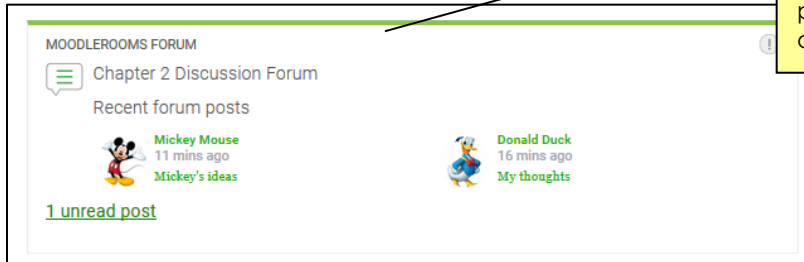 MOODLEROOMS FORUM
Chapter 2 Discussion Forum
Recent forum posts
Mickey Mouse
11 mins ago
Mickey's ideas
Donald Duck
16 mins ago
My thoughts
1 unread post